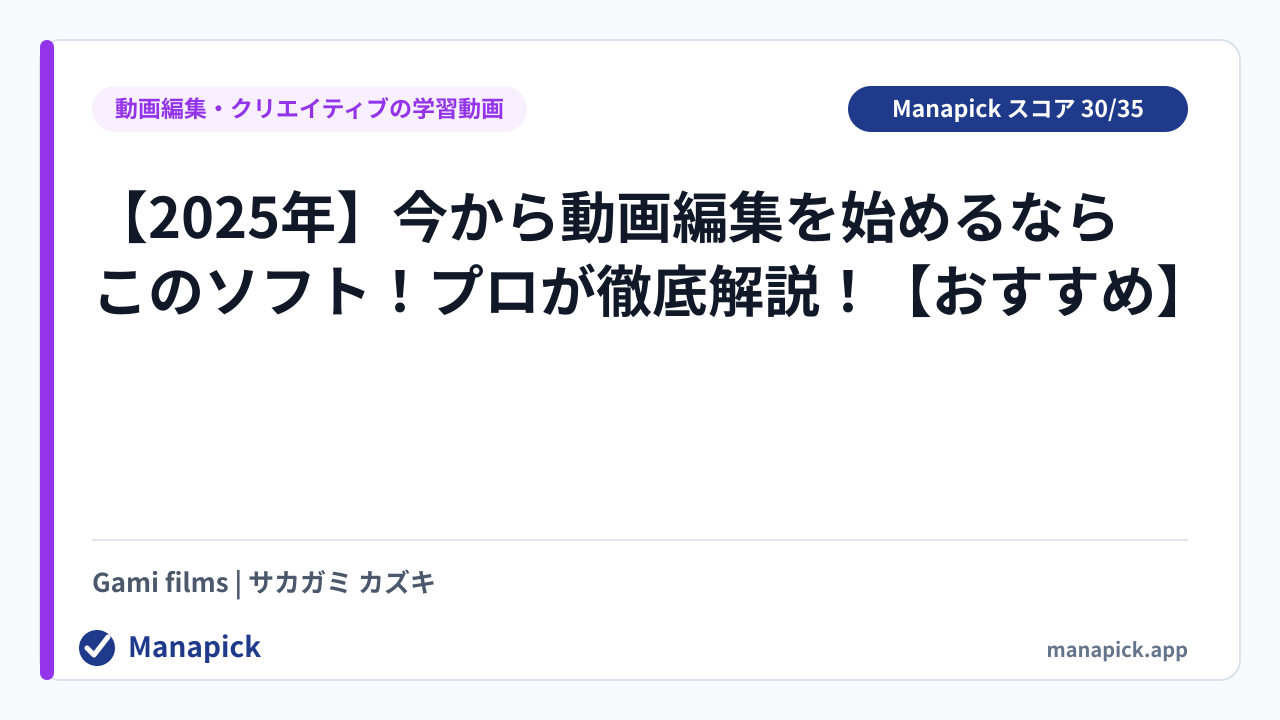 動画編集・クリエイティブの学習動画
Manapick スコア 30/35
【2025年】今から動画編集を始めるなら
このソフト！プロが徹底解説！【おすすめ】
Gami films | サカガミ カズキ
Manapick
manapick.app